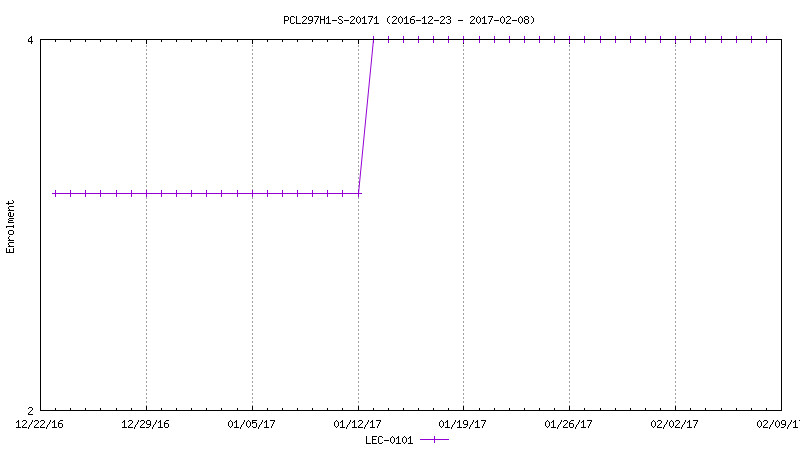 PCL297H1-S-20171 (2016-12-23 - 2017-02-08)
4
Enrolment
2
12/22/16 12/29/16 01/05/17 01/12/17 01/19/17 01/26/17 02/02/17 02/09/1
LEC-0101